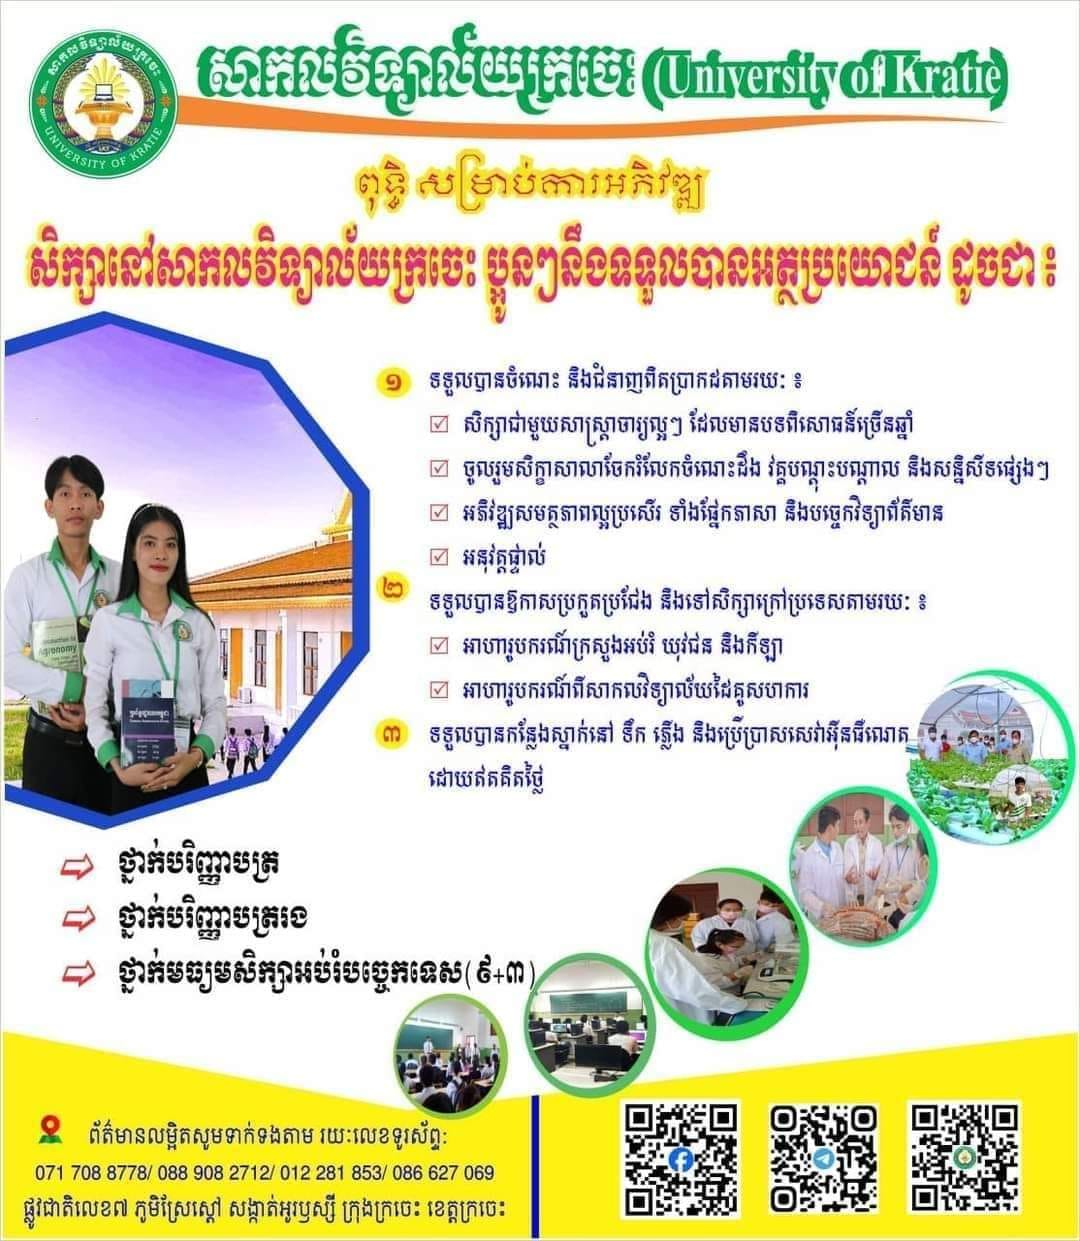 សាកលវិទ្យាល័យក្រចេះ (University of Kratie)
សាកលវិទ្យាល័យក្រចេះ
UNIVERSITY OF KRATIE
ពុទ្ធិ សម្រាប់ការអភិវឌ្ឍ
សិក្សានៅសាកលវិទ្យាល័យក្រចេះ ប្អូនៗនឹងទទួលបានអត្ថប្រយោជន៍ ដូចជា ៖
១ ទទួលបានចំណេះ និងជំនាញពិតប្រាកដតាមរយៈ ៖
សិក្សាជាមួយសាស្ត្រាចារ្យល្អៗ ដែលមានបទពិសោធន៍ច្រើនឆ្នាំ
ចូលរួមសិក្ខាសាលាចែករំលែកចំណេះដឹង វគ្គបណ្តុះបណ្តាល និងសន្និសីទផ្សេងៗ
អភិវឌ្ឍសមត្ថភាពល្អប្រសើរ ទាំងផ្នែកភាសា និងបច្ចេកវិទ្យាព័ត៌មាន
អនុវត្តផ្ទាល់
២ ទទួលបានឱកាសប្រកួតប្រជែង និងទៅសិក្សាក្រៅប្រទេសតាមរយៈ ៖
អាហារូបករណ៍ក្រសួងអប់រំ យុវជន និងកីឡា
អាហារូបករណ៍ពីសាកលវិទ្យាល័យដៃគូសហការ
៣ ទទួលបានកន្លែងស្នាក់នៅ ទឹក ភ្លើង និងប្រើប្រាសសេវាអ៊ីនធឺណេត
ដោយឥតគិតថ្លៃ
Introduction to
Agronomy
ថ្នាក់បរិញ្ញាបត្រ
ថ្នាក់បរិញ្ញាបត្ររង
ថ្នាក់មធ្យមសិក្សាអប់រំបច្ចេកទេស(៩+៣)
ព័ត៌មានលម្អិតសូមទាក់ទងតាម រយៈលេខទូរស័ព្ទ:
071 708 8778/ 088 908 2712/ 012 281 853/ 086 627 069
ផ្លូវជាតិលេខ៧ ភូមិស្រែស្តៅ សង្កាត់អូរឫស្សី ក្រុងក្រចេះ ខេត្តក្រចេះ